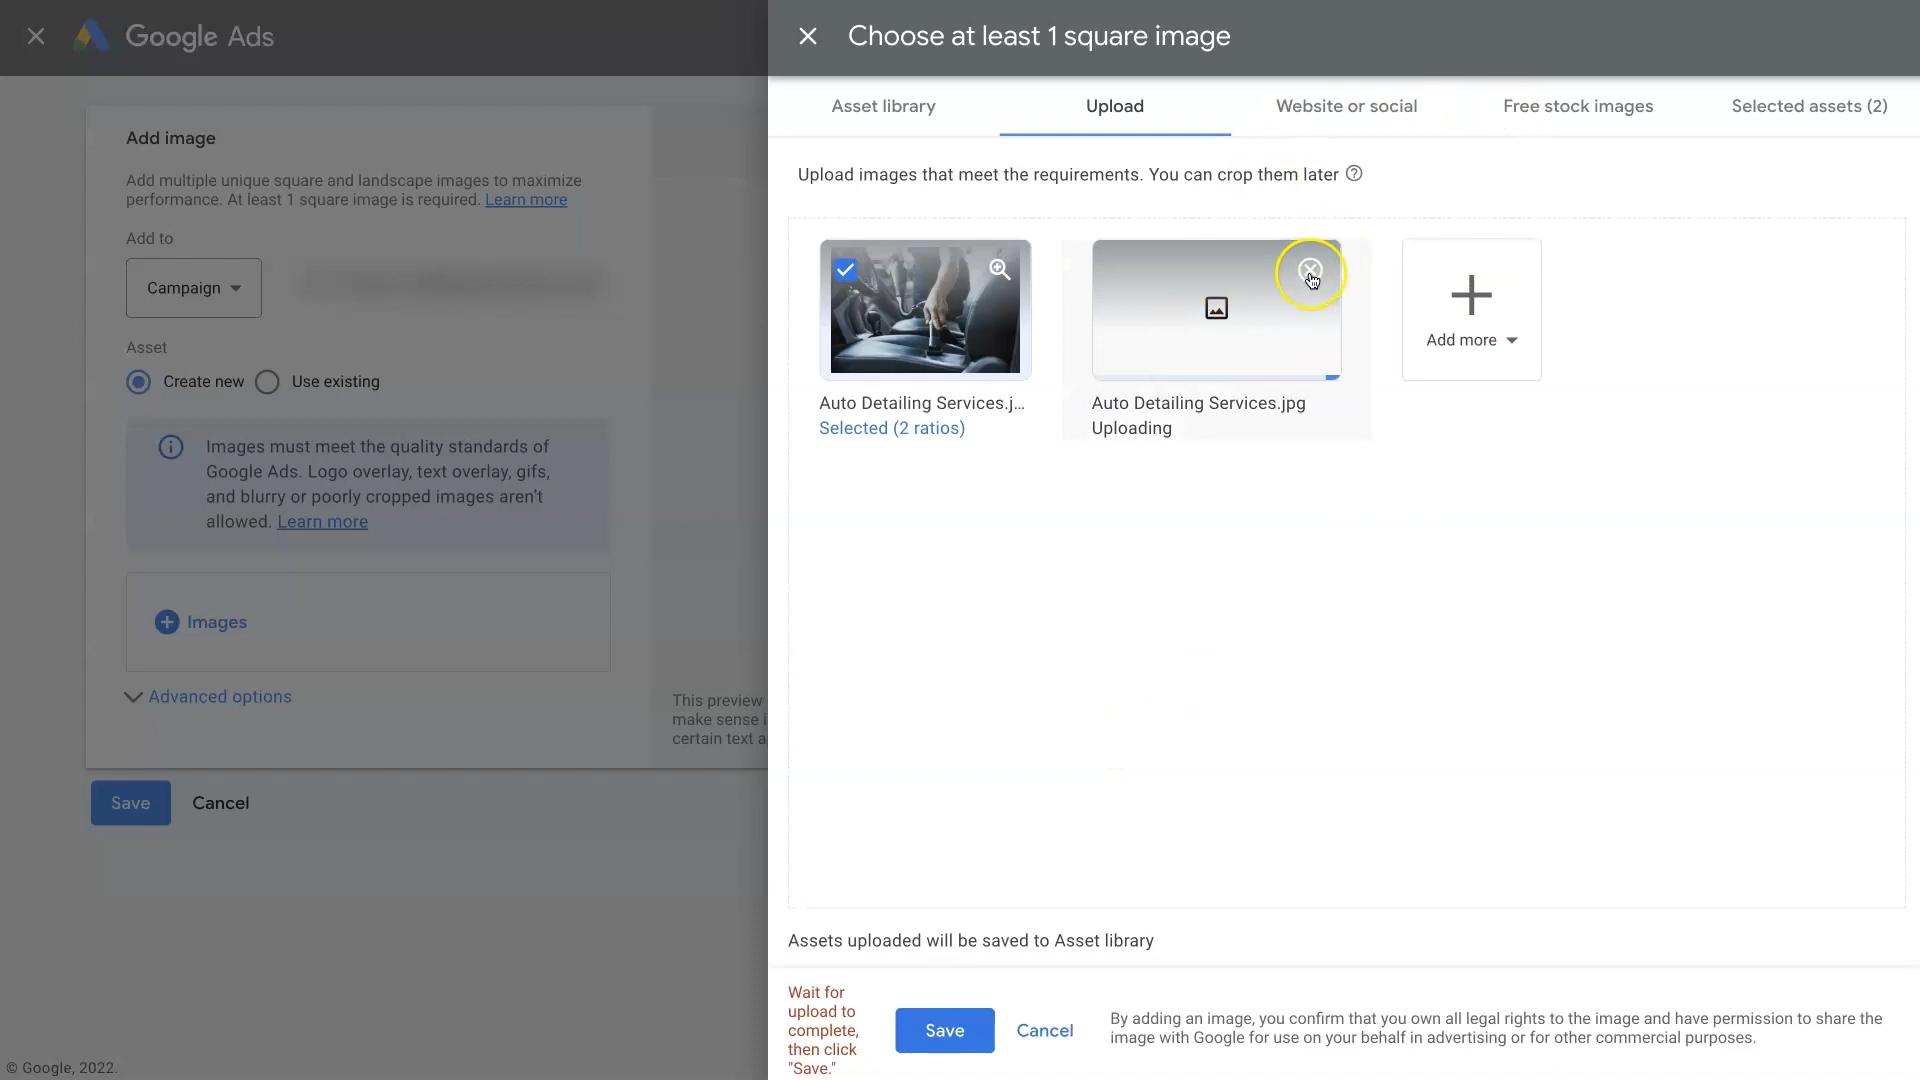 Google Ads
Add image
Add multiple unique square and landscape images to maximize
performance. At least 1 square image is required. Learn more
Add to
Campaign
Asset
Create new
Use existing
Images must meet the quality standards of
Google Ads. Logo overlay, text overlay, gifs,
and blurry or poorly cropped images aren't
allowed. Learn more
Images
Advanced options
This preview
make sense i
certain text a
Save
Cancel
© Google, 2022.
Choose at least 1 square image
Asset library
Upload
Website or social
Free stock images
Selected assets (2)
Upload images that meet the requirements. You can crop them later
Auto Detailing Services.j...
Selected (2 ratios)
Auto Detailing Services.jpg
Uploading
Add more
Assets uploaded will be saved to Asset library
Wait for
upload to
complete,
then click
"Save."
Save
Cancel
By adding an image, you confirm that you own all legal rights to the image and have permission to share the
image with Google for use on your behalf in advertising or for other commercial purposes.